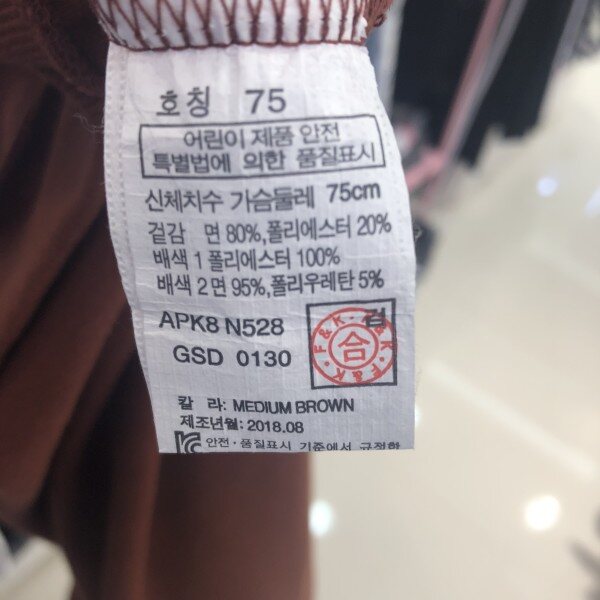 호칭 75
어린이 제품 안전
특별법에 의한 품질표시
신체치수 가슴둘레 75cm
겉감 면 80%,폴리에스터 20%
배색 1 폴리에스터 100%
배색 2 면 95%,폴리우레탄 5%
APK8 N528
GSD 0130
검
F&K · F&K
合
칼 라: MEDIUM BROWN
제조년월: 2018.08
안전·품질표시 기준에서 규정한